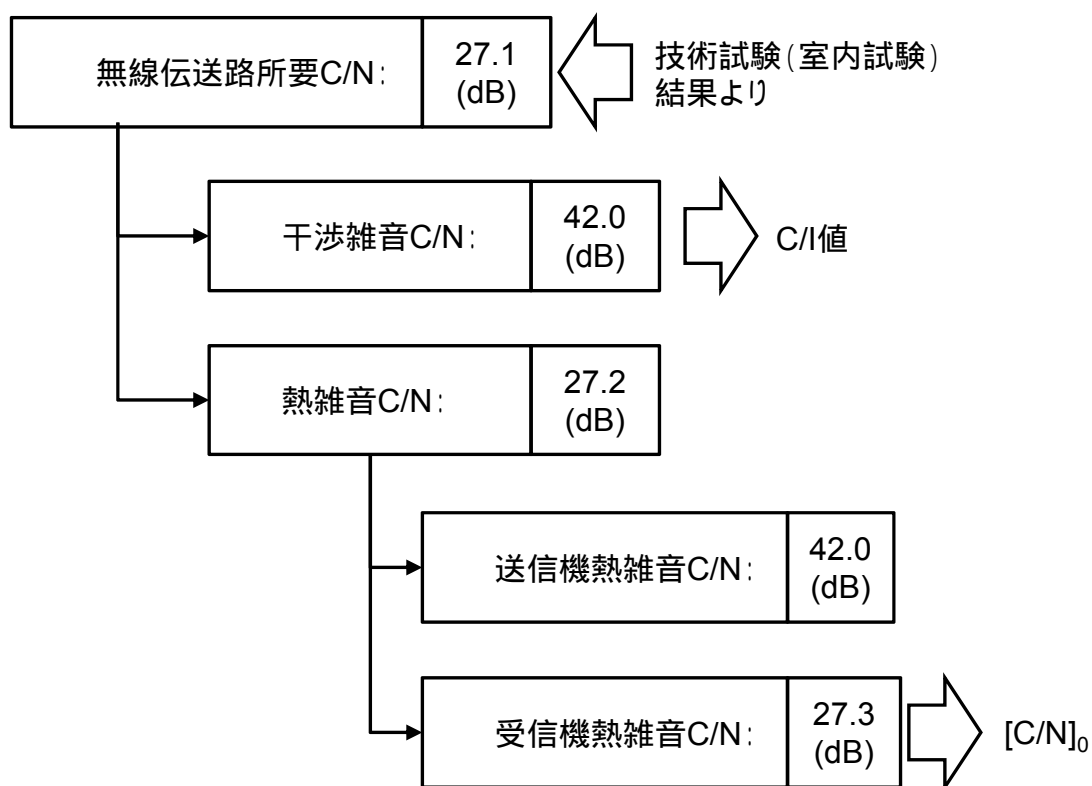 無線伝送路所要C/N:
27.1
(dB)
技術試験(室内試験)
結果より
干渉雑音C/N:
42.0
(dB)
C/I値
熱雑音C/N:
27.2
(dB)
送信機熱雑音C/N:
42.0
(dB)
受信機熱雑音C/N:
27.3
(dB)
[C/N]₀